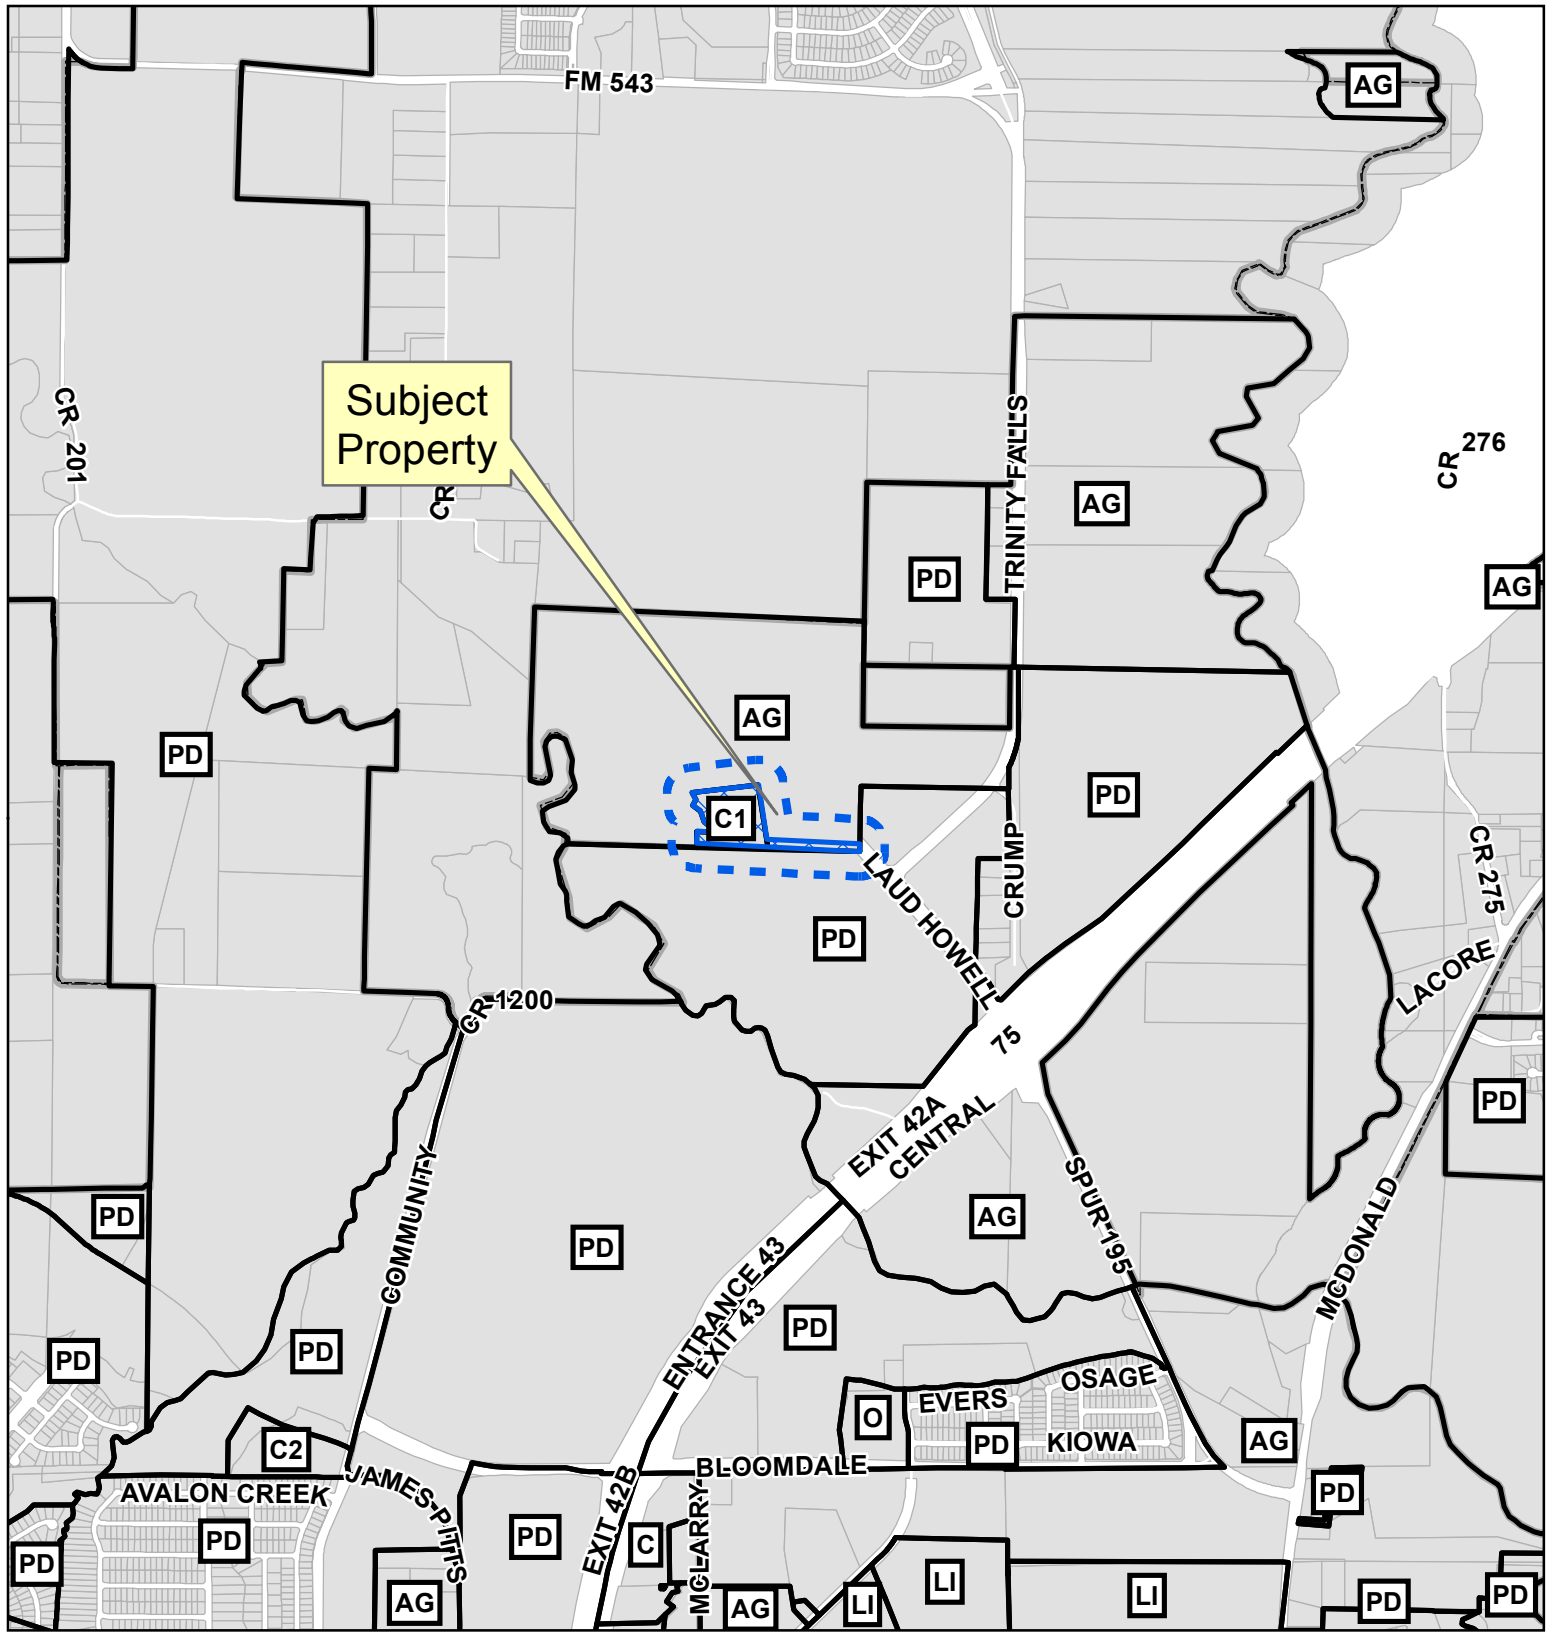 FM 543
AG
CR 201
Subject
Property
CR
TRINITY FALLS
AG
CR 276
PD
AG
AG
PD
C1
PD
CRUMP
LAUD HOWELL
PD
CR 275
LACORE
CR 1200
75
EXIT 42A
CENTRAL
PD
PD
COMMUNITY
PD
AG
SPUR 195
MCDONALD
ENTRANCE 43
EXIT 43
PD
PD
PD
OSAGE
EVERS
O
PD
KIOWA
AG
C2
BLOOMDALE
JAMES PITTS
AVALON CREEK
PD
PD
PD
EXIT 42B
C
MCLARRY
PD
AG
AG
LI
LI
LI
PD
PD